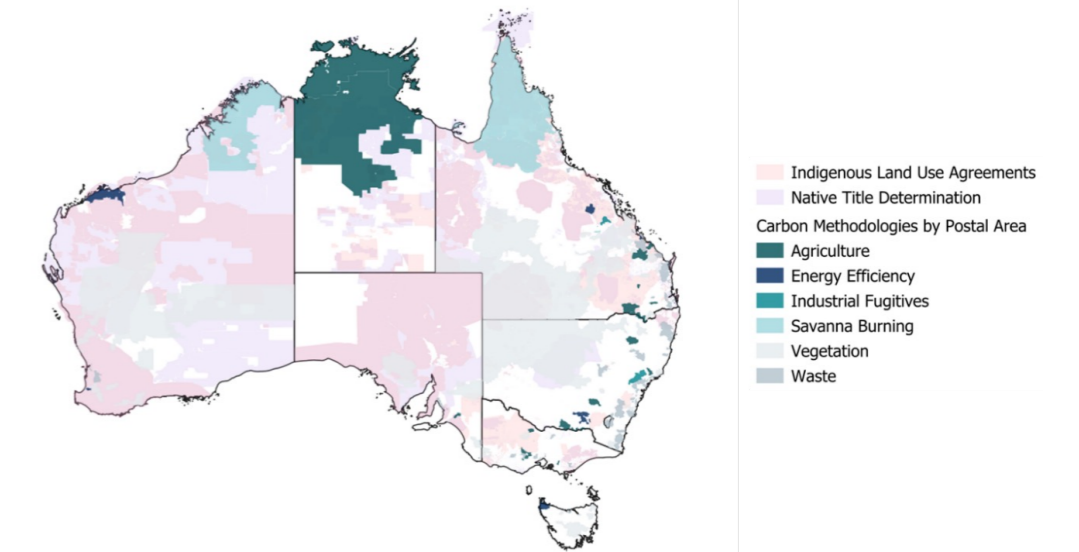 Indigenous Land Use Agreements
Native Title Determination
Carbon Methodologies by Postal Area
Agriculture
Energy Efficiency
Industrial Fugitives
Savanna Burning
Vegetation
Waste